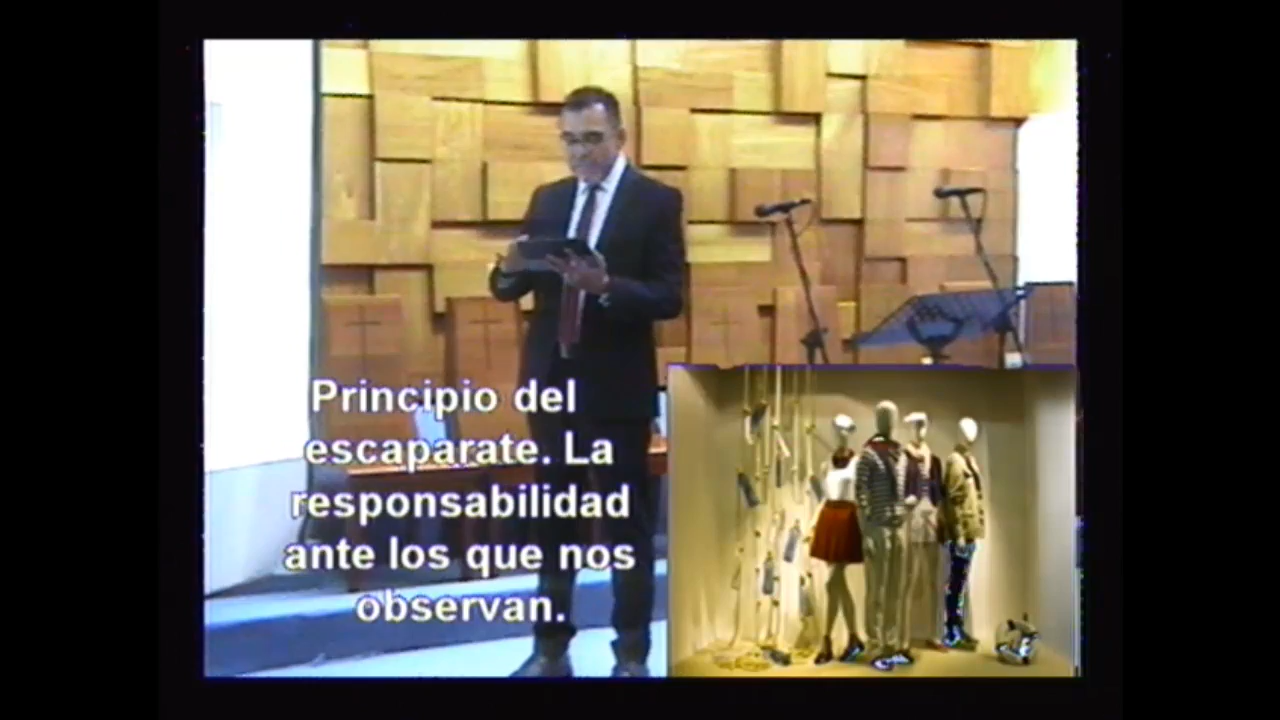 Principio del
escaparate. La
responsabilidad
ante los que nos
observan.